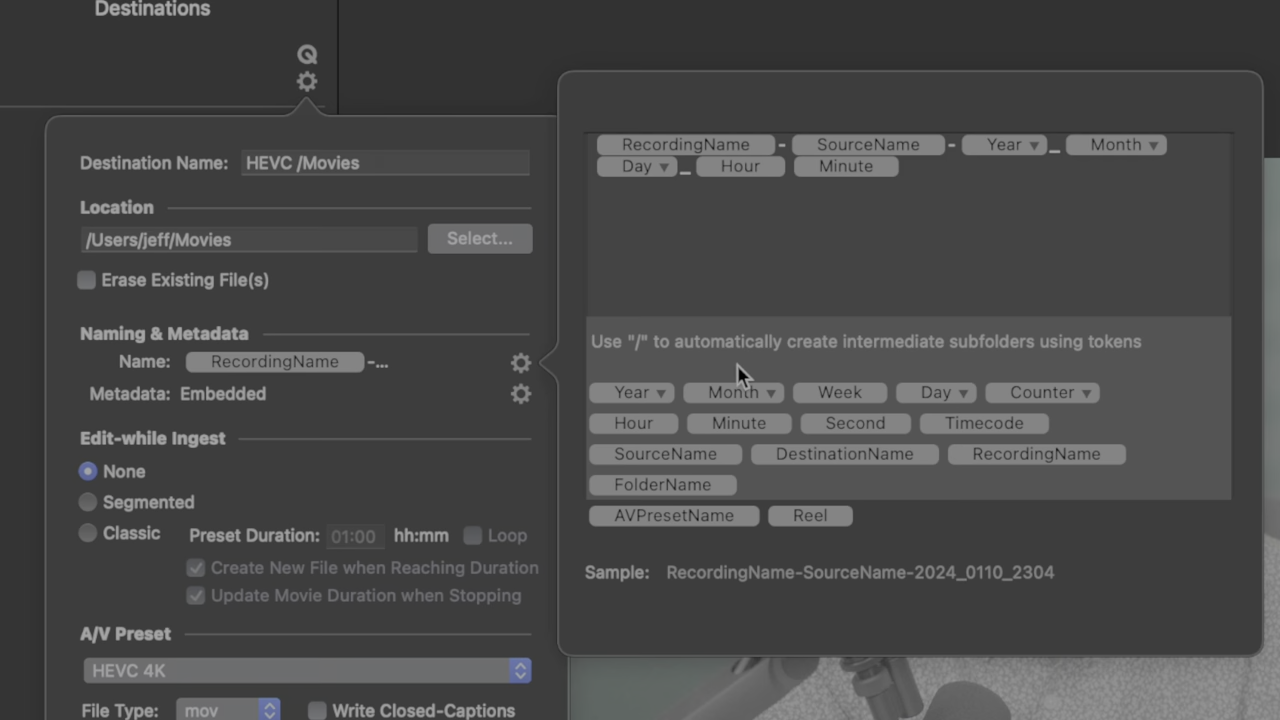 Destinations
Destination Name: HEVC /Movies
Location
/Users/jeff/Movies Select...
Erase Existing File(s)
Naming & Metadata
Name: RecordingName -...
Metadata: Embedded
Edit-while Ingest
None
Segmented
Classic Preset Duration: 01:00 hh:mm Loop
Create New File when Reaching Duration
Update Movie Duration when Stopping
A/V Preset
HEVC 4K
File Type: mov Write Closed-Captions
RecordingName - SourceName - Year _ Month
Day _ Hour Minute
Use "/" to automatically create intermediate subfolders using tokens
Year Month Week Day Counter
Hour Minute Second Timecode
SourceName DestinationName RecordingName
FolderName
AVPresetName Reel
Sample: RecordingName-SourceName-2024_0110_2304